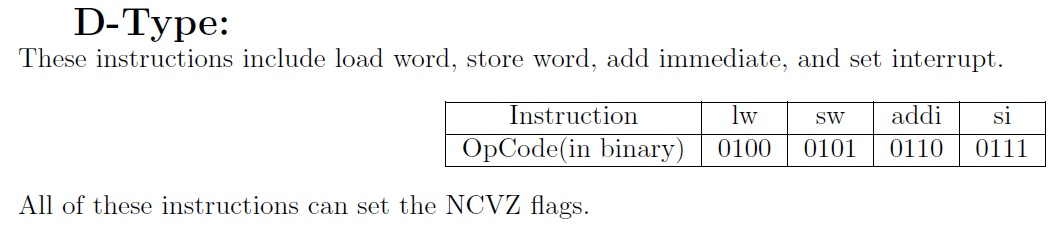 D-Type:
These instructions include load word, store word, add immediate, and set interrupt.
Instruction lw sw addi si
OpCode(in binary) 0100 0101 0110 0111
All of these instructions can set the NCVZ flags.